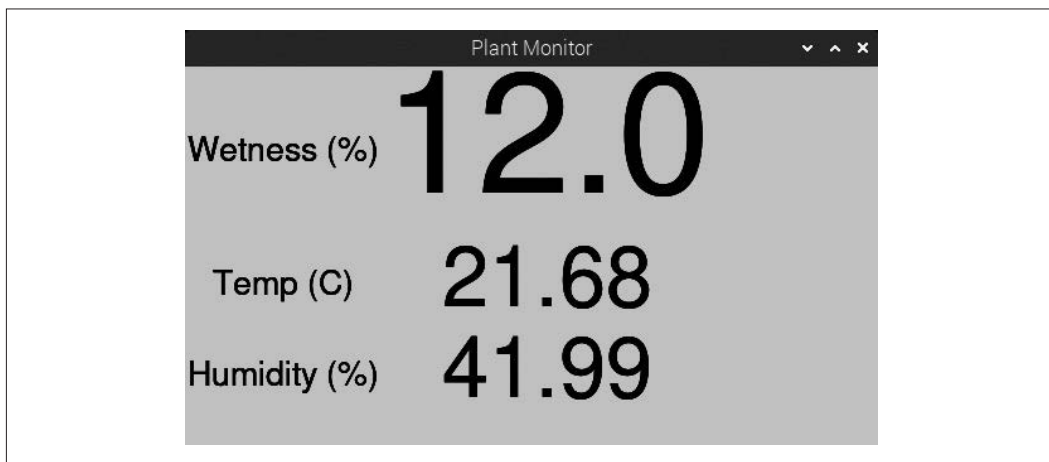 Plant Monitor
Wetness (%) 12.0
Temp (C) 21.68
Humidity (%) 41.99